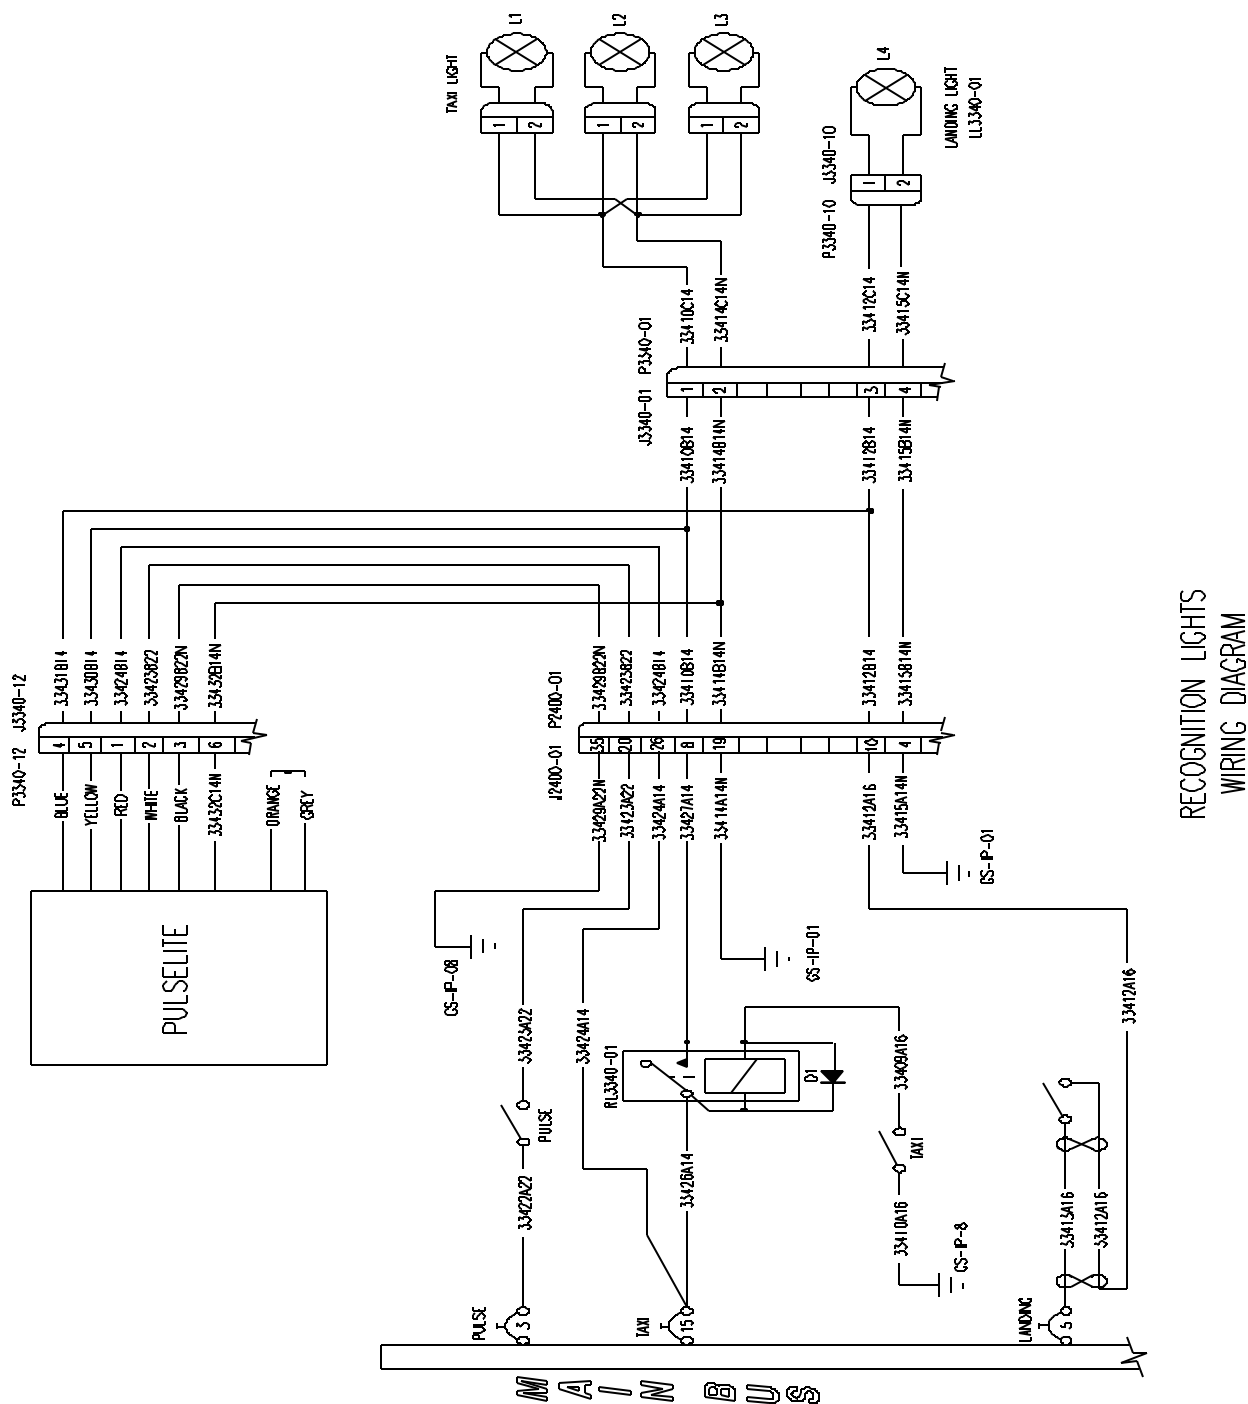 RECOGNITION LIGHTS
WIRING DIAGRAM
MAIN BUS
PULSE
3
33422A22
PULSE
33423A22
TAXI
15
33426A14
33424A14
RL3340-01
D1
33409A16
TAXI
33410A16
GS-IP-8
LANDING
5
33413A16
33412A16
33412A16
GS-IP-08
GS-IP-01
GS-IP-01
PULSELITE
BLUE
YELLOW
RED
WHITE
BLACK
33432C14N
ORANGE
GREY
P3340-12
J3340-12
4
5
1
2
3
6
33431B14
33430B14
33424B14
33423B22
33429B22N
33432B14N
J2400-01
P2400-01
33429A22N
33423A22
33424A14
33427A14
33414A14N
33412A16
33415A14N
35
20
26
8
19
10
4
33429B22N
33423B22
33424B14
33410B14
33414B14N
33412B14
33415B14N
J3340-01
P3340-01
33410B14
33414B14N
33412B14
33415B14N
1
2
3
4
33410C14
33414C14N
33412C14
33415C14N
P3340-10
J3340-10
1
2
TAXI LIGHT
1
2
1
2
1
2
L1
L2
L3
L4
LANDING LIGHT
LL3340-01